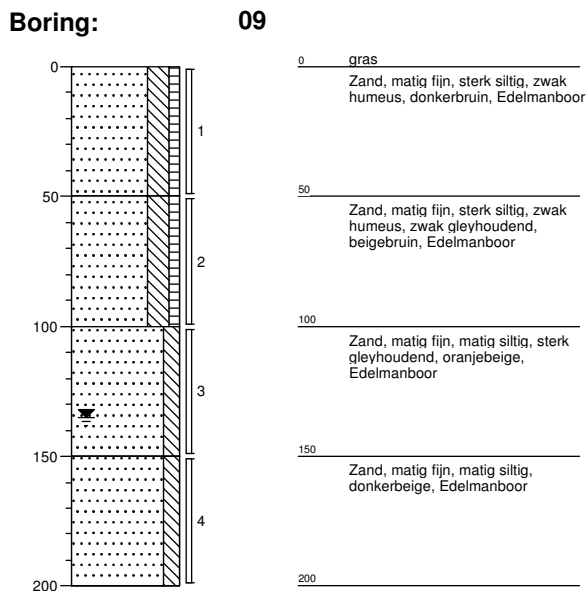 Boring: 09
0
50
100
150
200
1
2
3
4
0 gras
Zand, matig fijn, sterk siltig, zwak
humeus, donkerbruin, Edelmanboor
50
Zand, matig fijn, sterk siltig, zwak
humeus, zwak gleyhoudend,
beigebruin, Edelmanboor
100
Zand, matig fijn, matig siltig, sterk
gleyhoudend, oranjebeige,
Edelmanboor
150
Zand, matig fijn, matig siltig,
donkerbeige, Edelmanboor
200